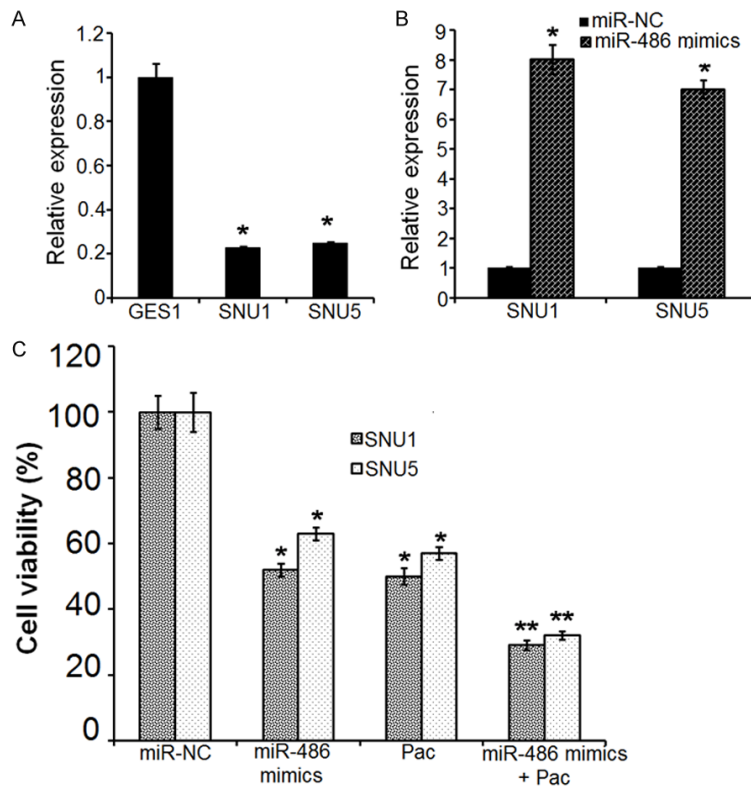 A
Relative expression
1.2
1
0.8
0.6
0.4
0.2
0
*
*
GES1 SNU1 SNU5
B
miR-NC
miR-486 mimics
Relative expression
9
8
7
6
5
4
3
2
1
0
*
*
SNU1 SNU5
C
Cell viability (%)
120
100
80
60
40
20
0
SNU1
SNU5
*
*
*
*
**
**
miR-NC miR-486 Pac miR-486 mimics
mimics + Pac